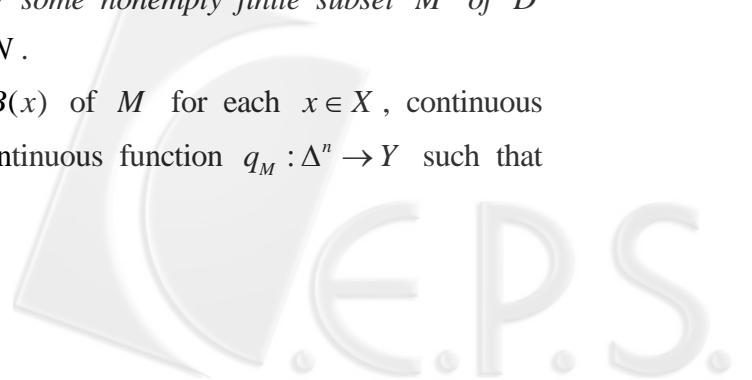 some nonempty finite subset M of D
N .
B(x) of M for each x ∈ X , continuous
ntinuous function q_M : Δ^n → Y such that
C.E.P.S.